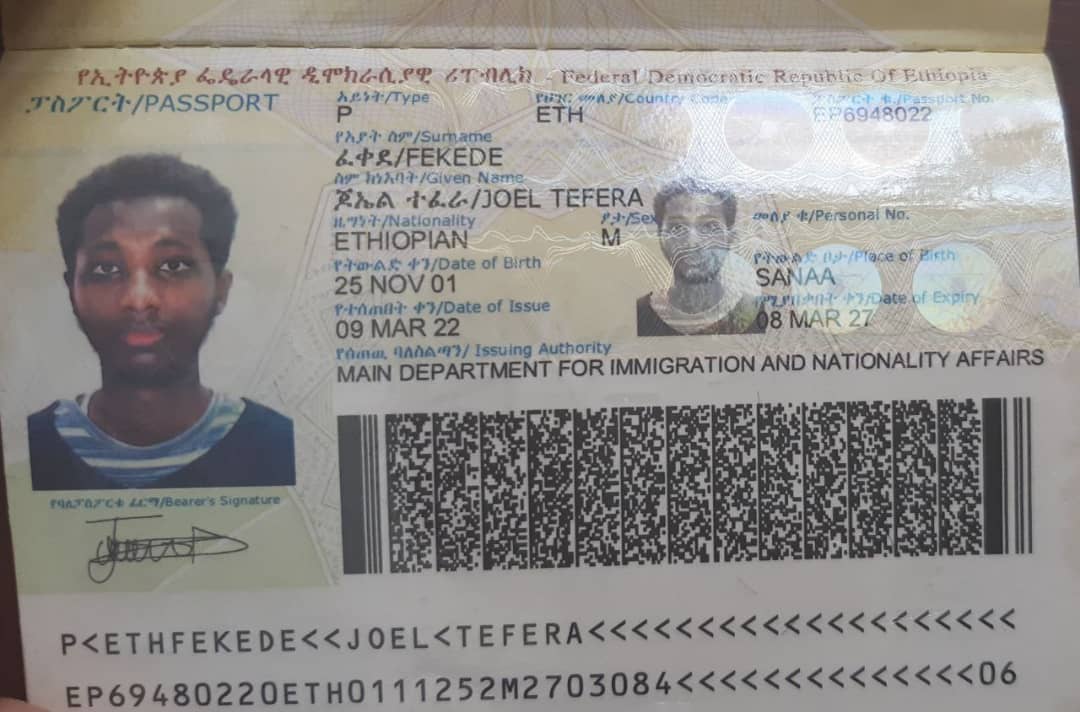 የኢትዮጵያ ፌዴራላዊ ዲሞክራሲያዊ ሪፐብሊክ - Federal Democratic Republic Of Ethiopia
ፓስፖርት/PASSPORT
አይነት/Type
የሀገር መለያ/Country Code
ፓስፖርት ቁ./Passport No.
P
ETH
EP6948022
የአያት ስም/Surname
ፈቀደ/FEKEDE
ስም ከነአባት/Given Name
ጆኤል ተፈራ/JOEL TEFERA
ዜግነት/Nationality
ፆታ/Sex
መለያ ቁ/Personal No.
ETHIOPIAN
M
የትውልድ ቀን/Date of Birth
የትውልድ ቦታ/Place of Birth
25 NOV 01
SANAA
የተሰጠበት ቀን/Date of Issue
የሚያበቃበት ቀን/Date of Expiry
09 MAR 22
08 MAR 27
የሰጠዉ ባለስልጣን/ Issuing Authority
MAIN DEPARTMENT FOR IMMIGRATION AND NATIONALITY AFFAIRS
የባለፓስፖርቱ ፊርማ/Bearer's Signature
P<ETHFEKEDE<<JOEL<TEFERA<<<<<<<<<<<<<<<<<<<<
EP69480220ETH0111252M2703084<<<<<<<<<<<<<<06